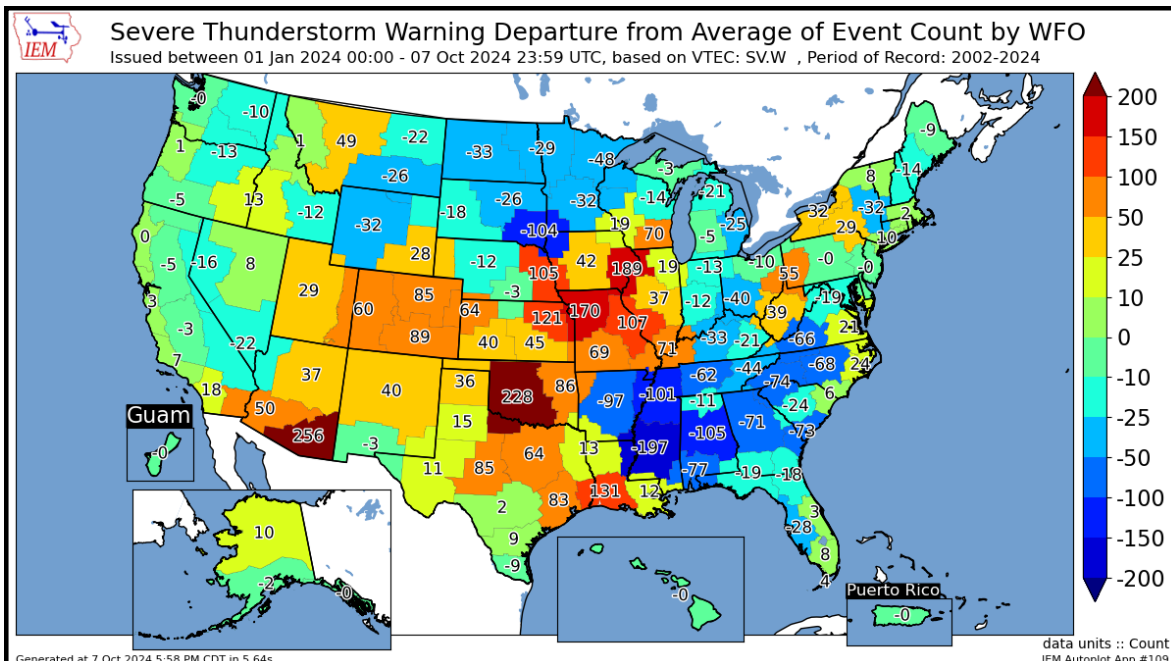 IEM
Severe Thunderstorm Warning Departure from Average of Event Count by WFO
Issued between 01 Jan 2024 00:00 - 07 Oct 2024 23:59 UTC, based on VTEC: SV.W , Period of Record: 2002-2024
-0 -10 1 49 -22 -33 -29 -48 -3 -9
1 -13 -26 -26 -32 -14 -21 8 -14
-5 13 -12 -32 -18 -104 19 70 -5 -25 32 29 -32 2
0 -5 -16 8 28 -12 105 42 189 19 -13 -10 55 -0 -0 10
29 60 85 -3 37 -12 -40 39 -19
3 -3 -22 89 64 121 170 107 -33 -21 -66 21
7 40 45 69 71 -62 -44 -68 24
18 37 40 36 228 86 -97 -101 -11 -74 -24 6
50 256 -3 15 64 13 -197 -105 -71 -73
11 85 83 131 12 -77 -19 -18
2 9 -9 -28 3 8 4
200
150
100
50
25
10
0
-10
-25
-50
-100
-150
-200
Guam
-0
10
-2
-0
-0
Puerto Rico
-0
data units :: Count
Generated at 7 Oct 2024 5:58 PM CDT in 5.64s
IEM Autoplot App #109